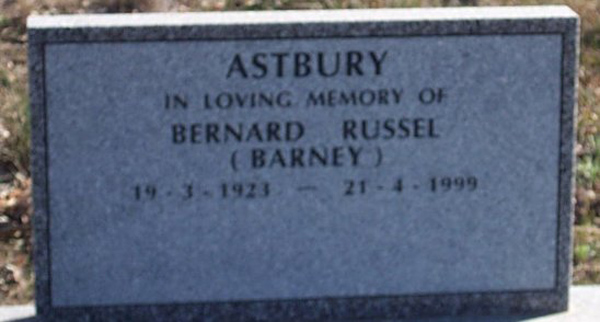 ASTBURY
IN LOVING MEMORY OF
BERNARD RUSSEL
( BARNEY )
19 - 3 - 1923 — 21 - 4 - 1999